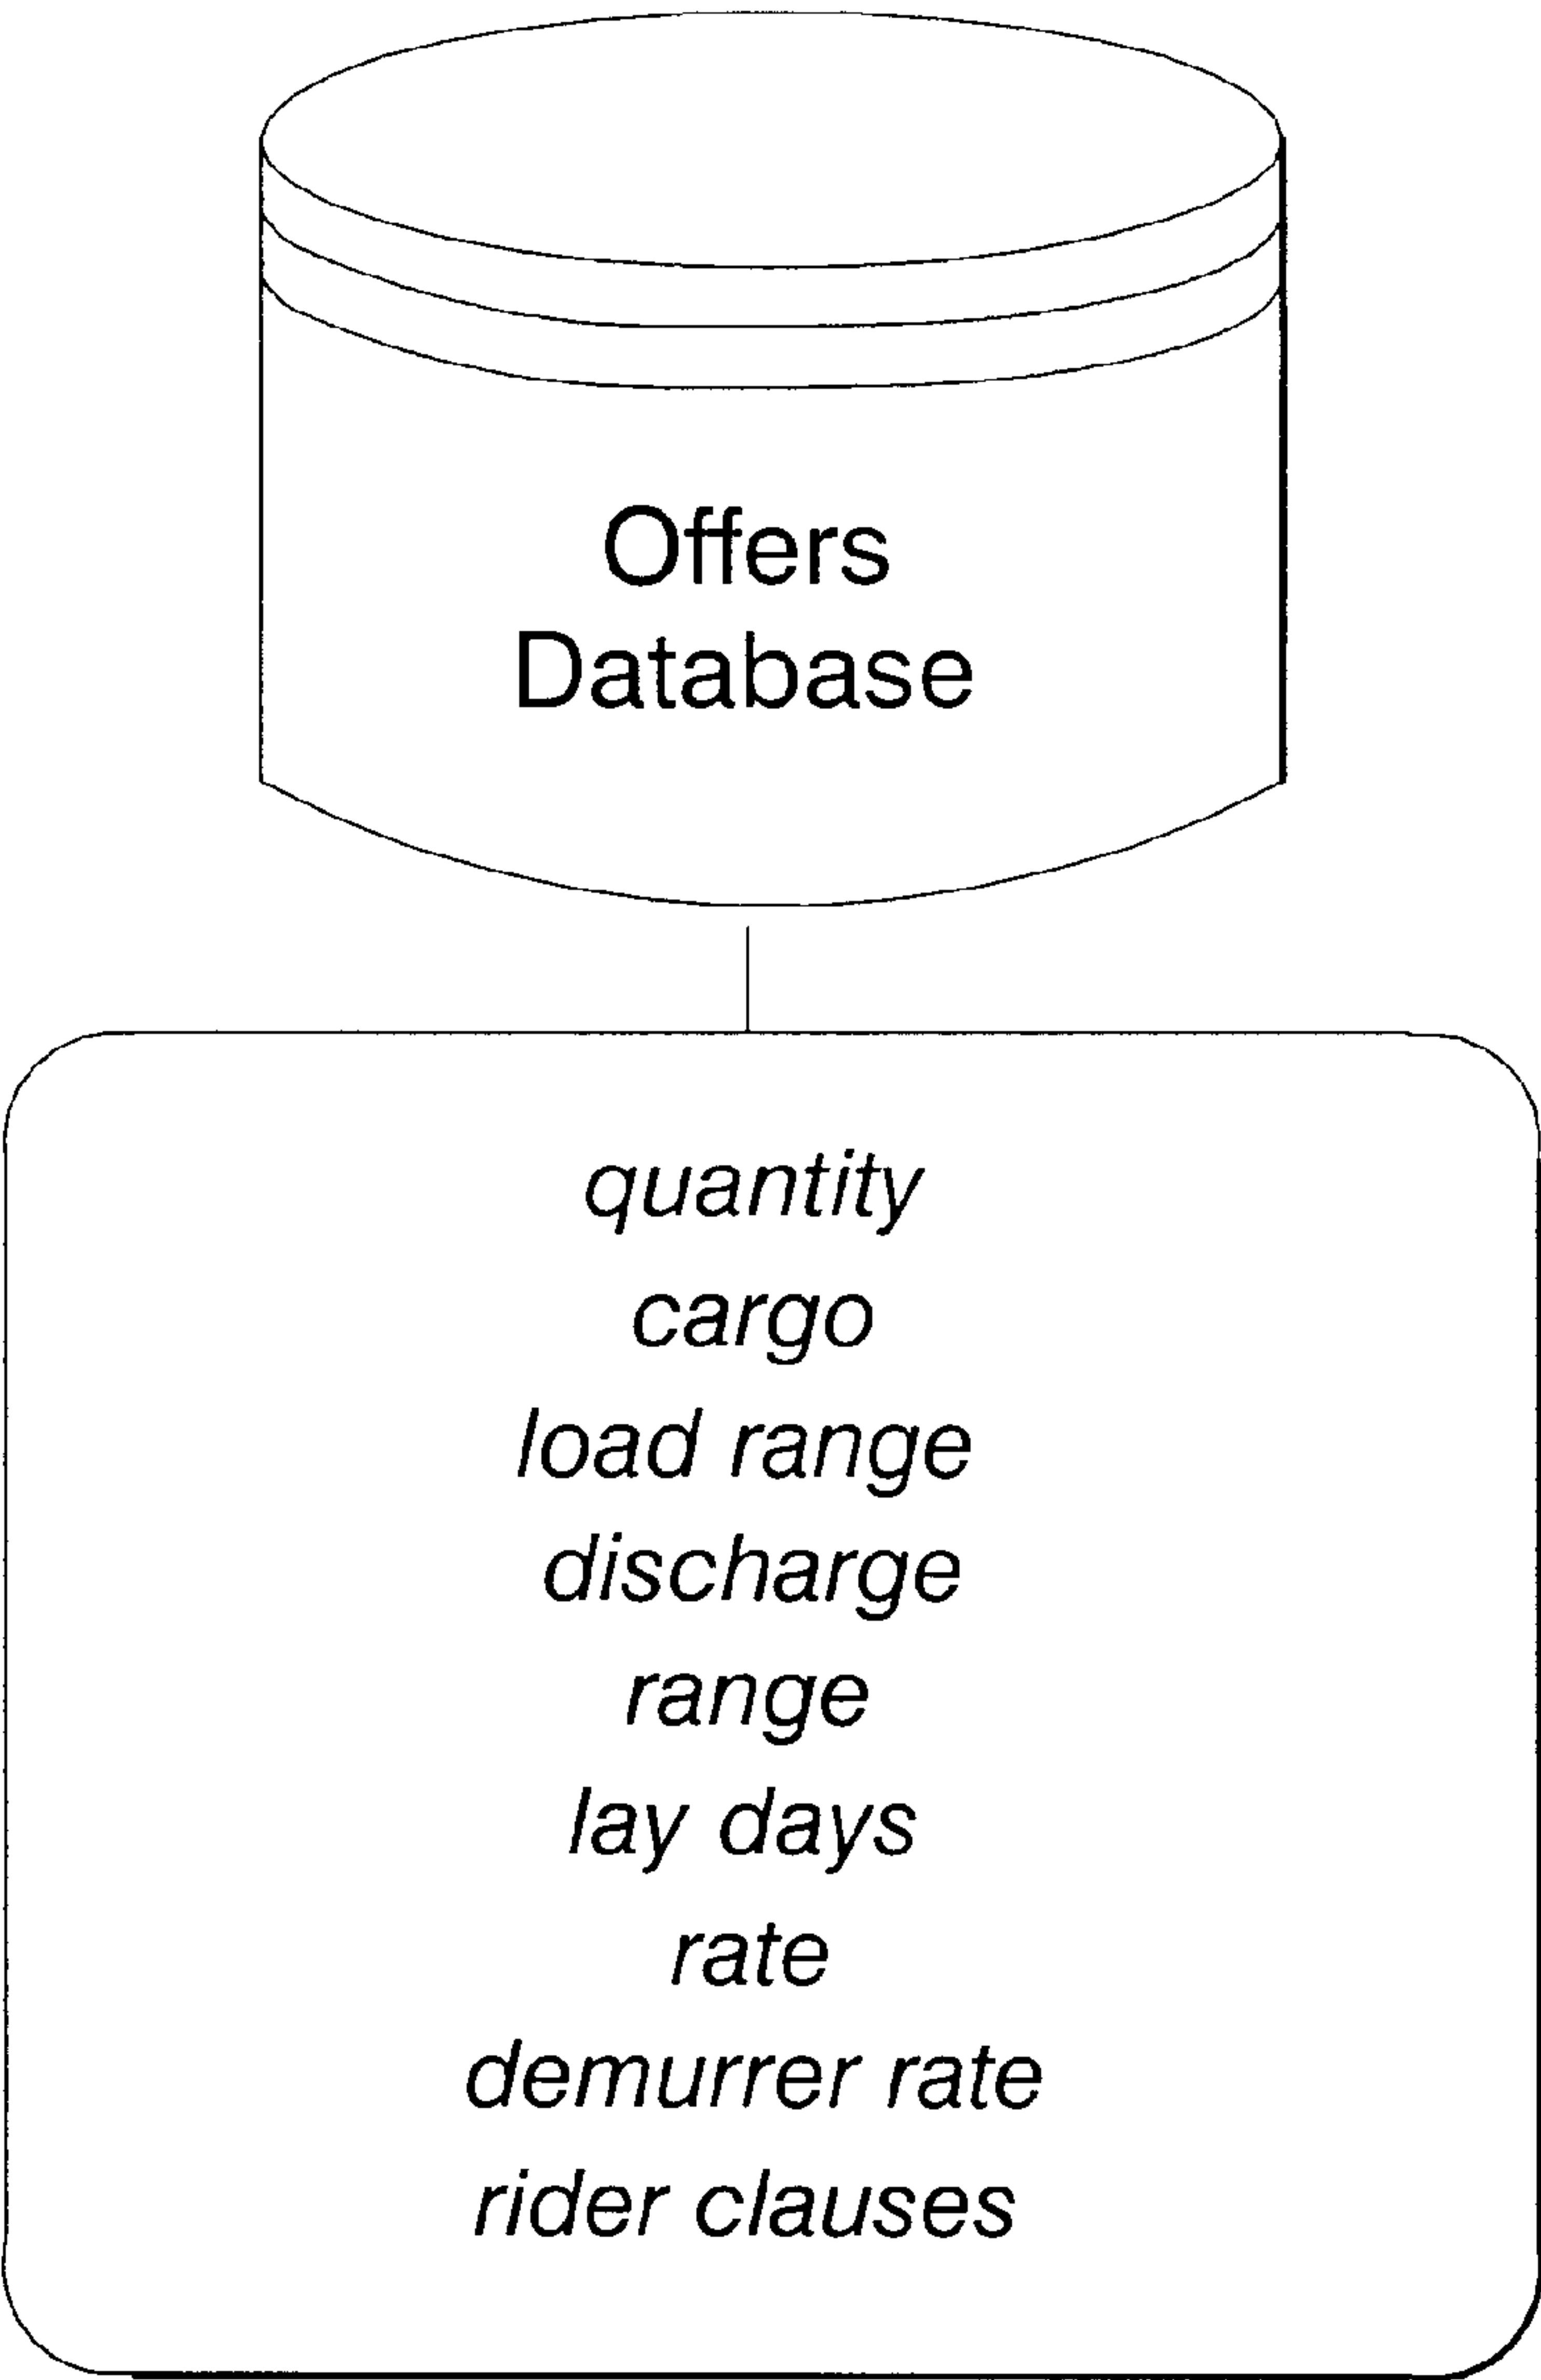 Offers
Database
quantity
cargo
load range
discharge
range
lay days
rate
demurrer rate
rider clauses